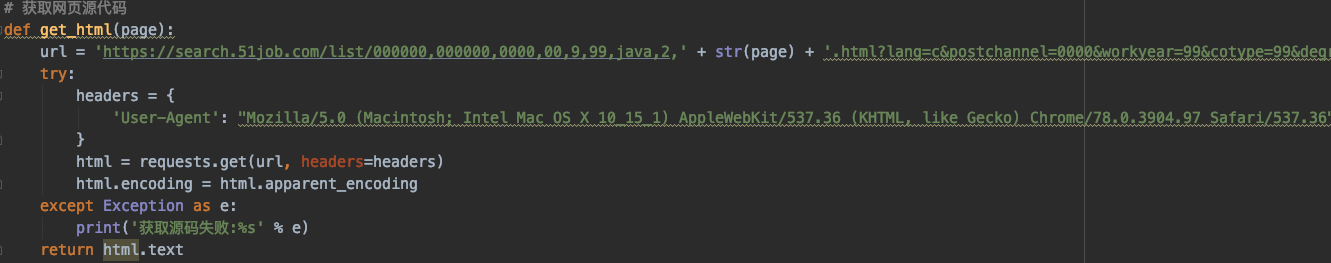 # 获取网页源代码
def get_html(page):
    url = 'https://search.51job.com/list/000000,000000,0000,00,9,99,java,2,' + str(page) + '.html?lang=c&postchannel=0000&workyear=99&cotype=99&degr
    try:
        headers = {
            'User-Agent': "Mozilla/5.0 (Macintosh; Intel Mac OS X 10_15_1) AppleWebKit/537.36 (KHTML, like Gecko) Chrome/78.0.3904.97 Safari/537.36"
        }
        html = requests.get(url, headers=headers)
        html.encoding = html.apparent_encoding
    except Exception as e:
        print('获取源码失败:%s' % e)
    return html.text